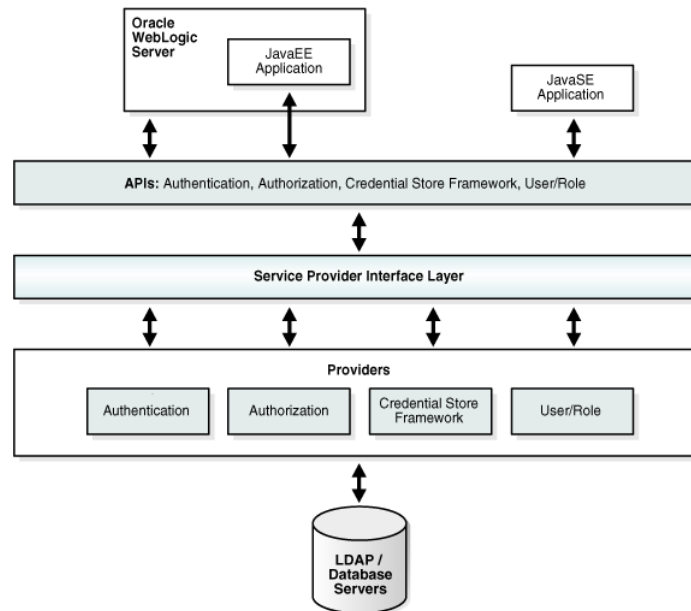 Oracle
WebLogic
Server
JavaEE
Application
JavaSE
Application
APIs: Authentication, Authorization, Credential Store Framework, User/Role
Service Provider Interface Layer
Providers
Authentication
Authorization
Credential Store
Framework
User/Role
LDAP /
Database
Servers